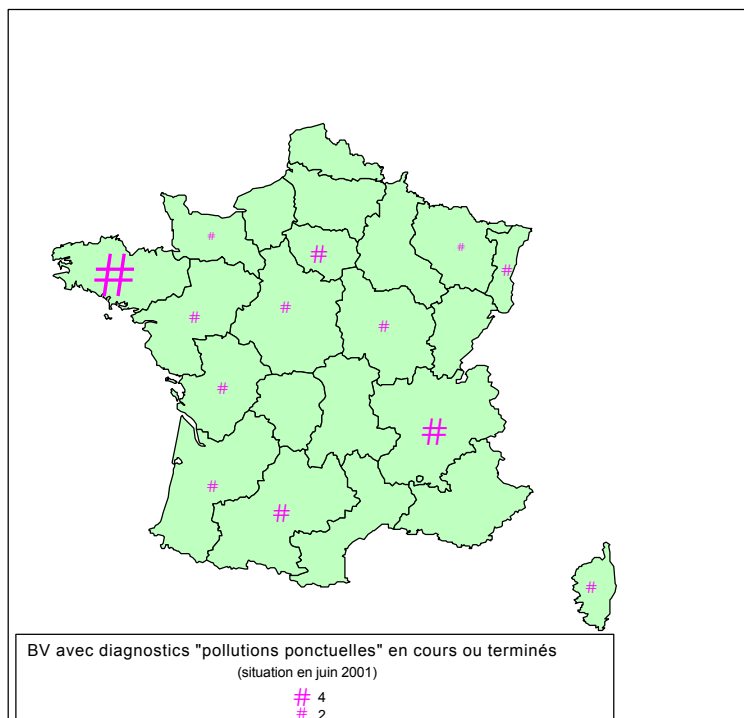 BV avec diagnostics "pollutions ponctuelles" en cours ou terminés
(situation en juin 2001)
# 4
# 2